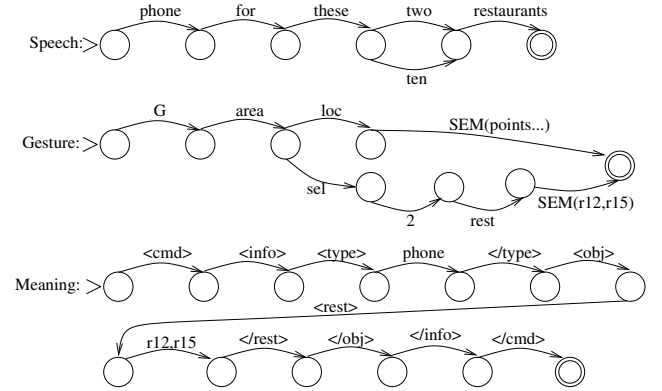 phone for these two restaurants
Speech:
ten
G area loc
SEM(points...)
Gesture:
sel
2 rest SEM(r12,r15)
<cmd> <info> <type> phone </type> <obj>
Meaning:
<rest>
r12,r15 </rest> </obj> </info> </cmd>